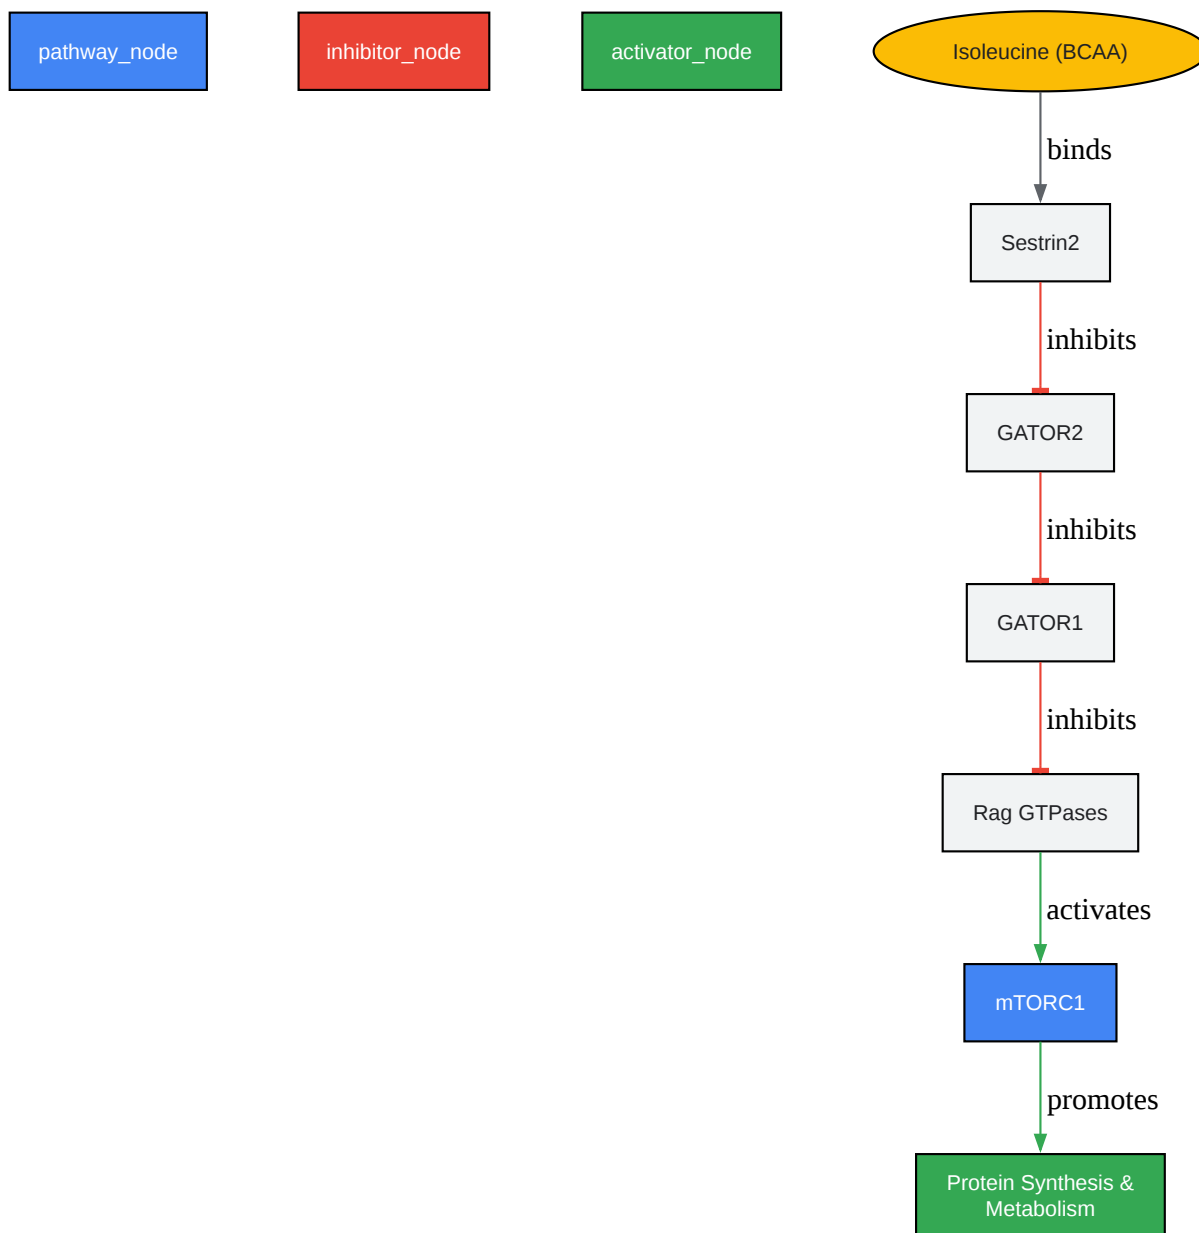 pathway_node
inhibitor_node
activator_node
Isoleucine (BCAA)
binds
Sestrin2
inhibits
GATOR2
inhibits
GATOR1
inhibits
Rag GTPases
activates
mTORC1
promotes
Protein Synthesis &
Metabolism